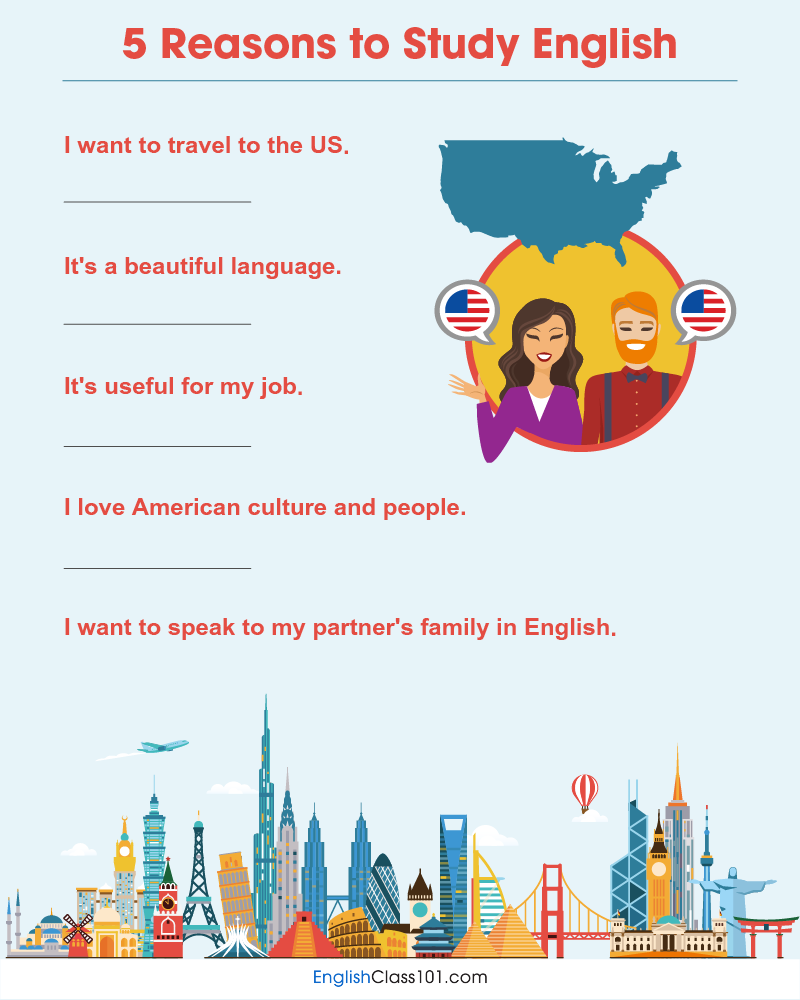 5 Reasons to Study English
I want to travel to the US.
It's a beautiful language.
It's useful for my job.
I love American culture and people.
I want to speak to my partner's family in English.
EnglishClass101.com